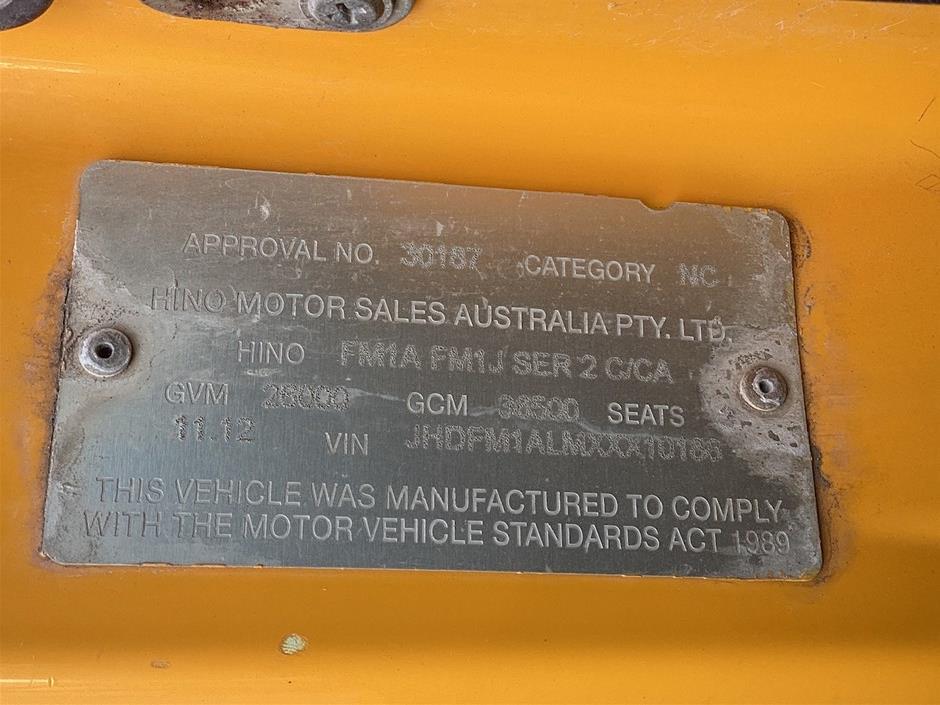 APPROVAL NO. 30187 CATEGORY NC
HINO MOTOR SALES AUSTRALIA PTY. LTD.
HINO FM1A FM1J SER 2 C/CA
GVM 26000 GCM 38500 SEATS
11.12 VIN JHDFM1ALMXXX10186
THIS VEHICLE WAS MANUFACTURED TO COMPLY
WITH THE MOTOR VEHICLE STANDARDS ACT 1989